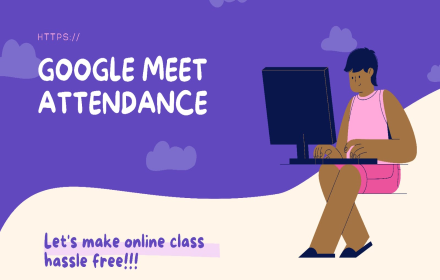 HTTPS://
GOOGLE MEET
ATTENDANCE
Let's make online class
hassle free!!!